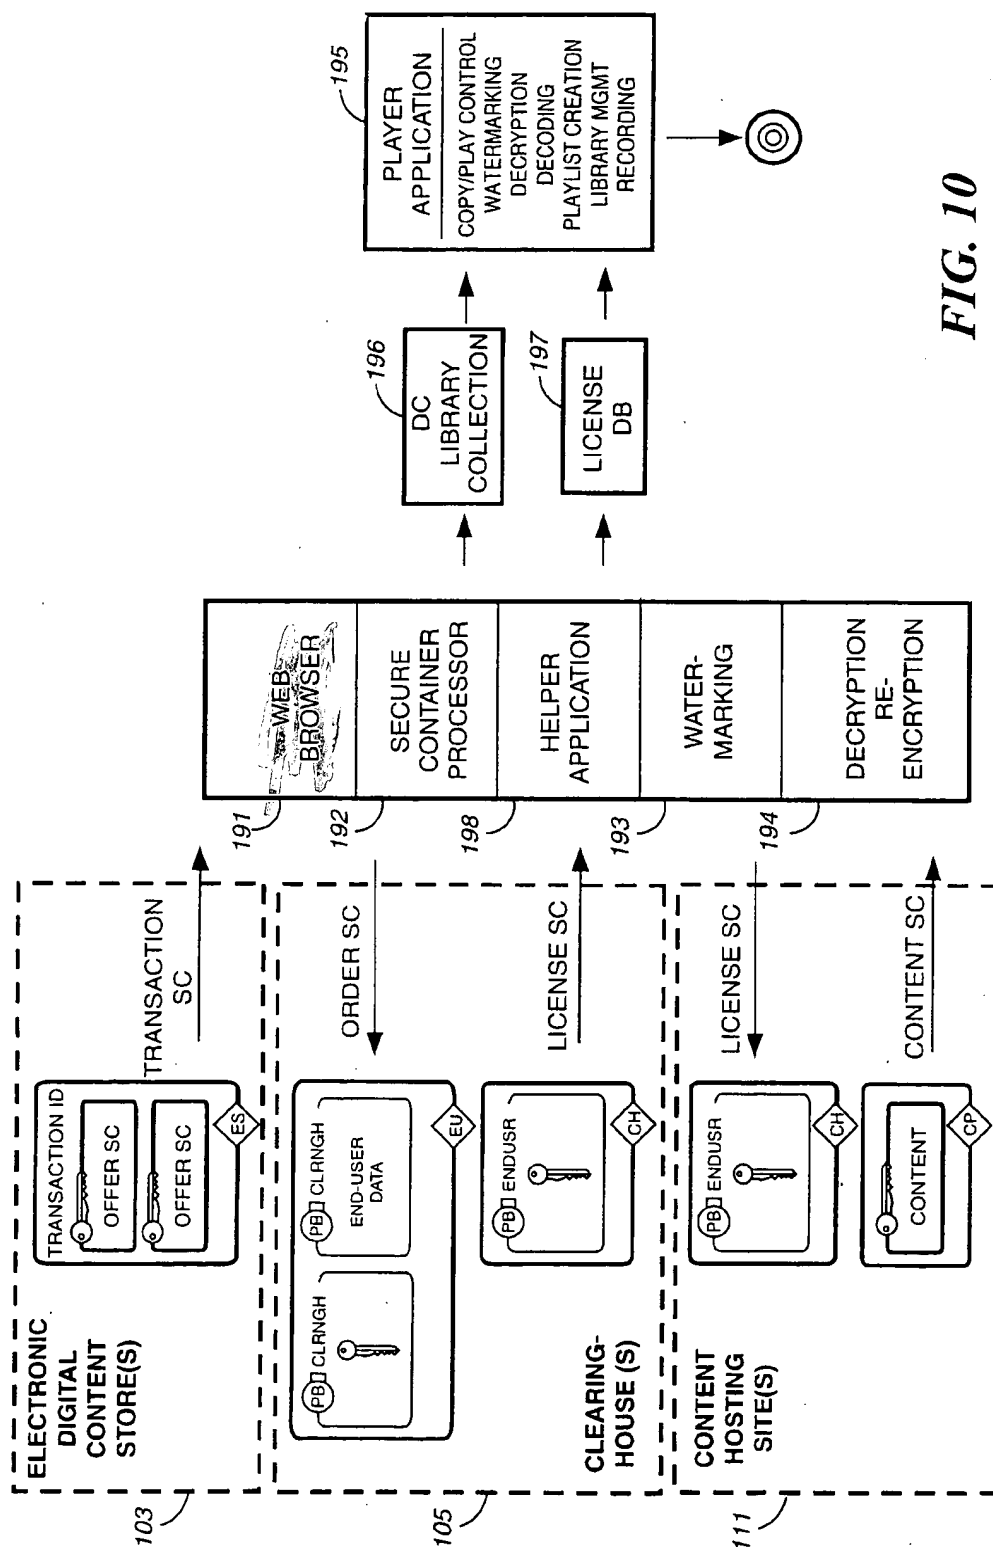 ELECTRONIC
DIGITAL
CONTENT
STORE(S)
103
TRANSACTION ID
OFFER SC
OFFER SC
ES
TRANSACTION
SC
105
CLEARING-
HOUSE (S)
PB CLRNGH
PB CLRNGH
END-USER
DATA
EU
ORDER SC
PB ENDUSR
CH
LICENSE SC
111
CONTENT
HOSTING
SITE(S)
PB ENDUSR
CH
LICENSE SC
CONTENT
CP
CONTENT SC
191
WEB
BROWSER
192
SECURE
CONTAINER
PROCESSOR
198
HELPER
APPLICATION
193
WATER-
MARKING
194
DECRYPTION
RE-
ENCRYPTION
196
DC
LIBRARY
COLLECTION
197
LICENSE
DB
195
PLAYER
APPLICATION
COPY/PLAY CONTROL
WATERMARKING
DECRYPTION
DECODING
PLAYLIST CREATION
LIBRARY MGMT
RECORDING
FIG. 10